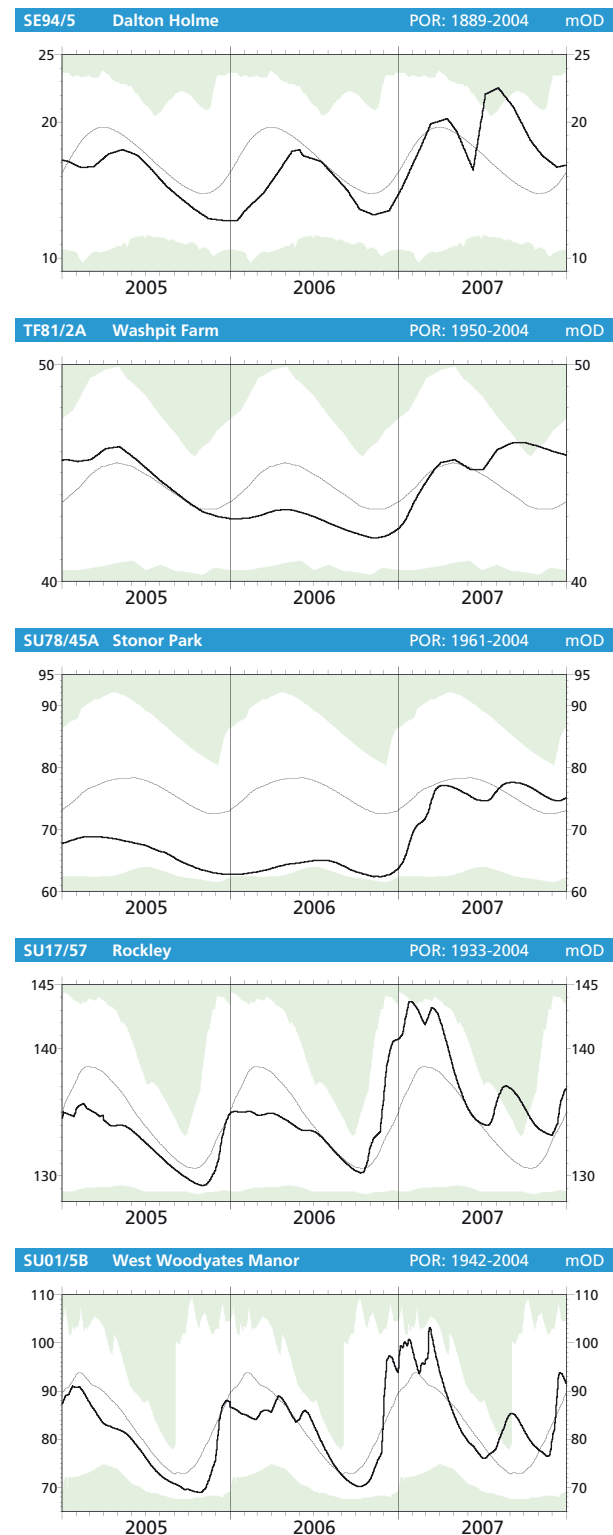 SE94/5 Dalton Holme POR: 1889-2004 mOD
25 25
20 20
10 10
2005 2006 2007
TF81/2A Washpit Farm POR: 1950-2004 mOD
50 50
40 40
2005 2006 2007
SU78/45A Stonor Park POR: 1961-2004 mOD
95 95
90 90
80 80
70 70
60 60
2005 2006 2007
SU17/57 Rockley POR: 1933-2004 mOD
145 145
140 140
130 130
2005 2006 2007
SU01/5B West Woodyates Manor POR: 1942-2004 mOD
110 110
100 100
90 90
80 80
70 70
2005 2006 2007